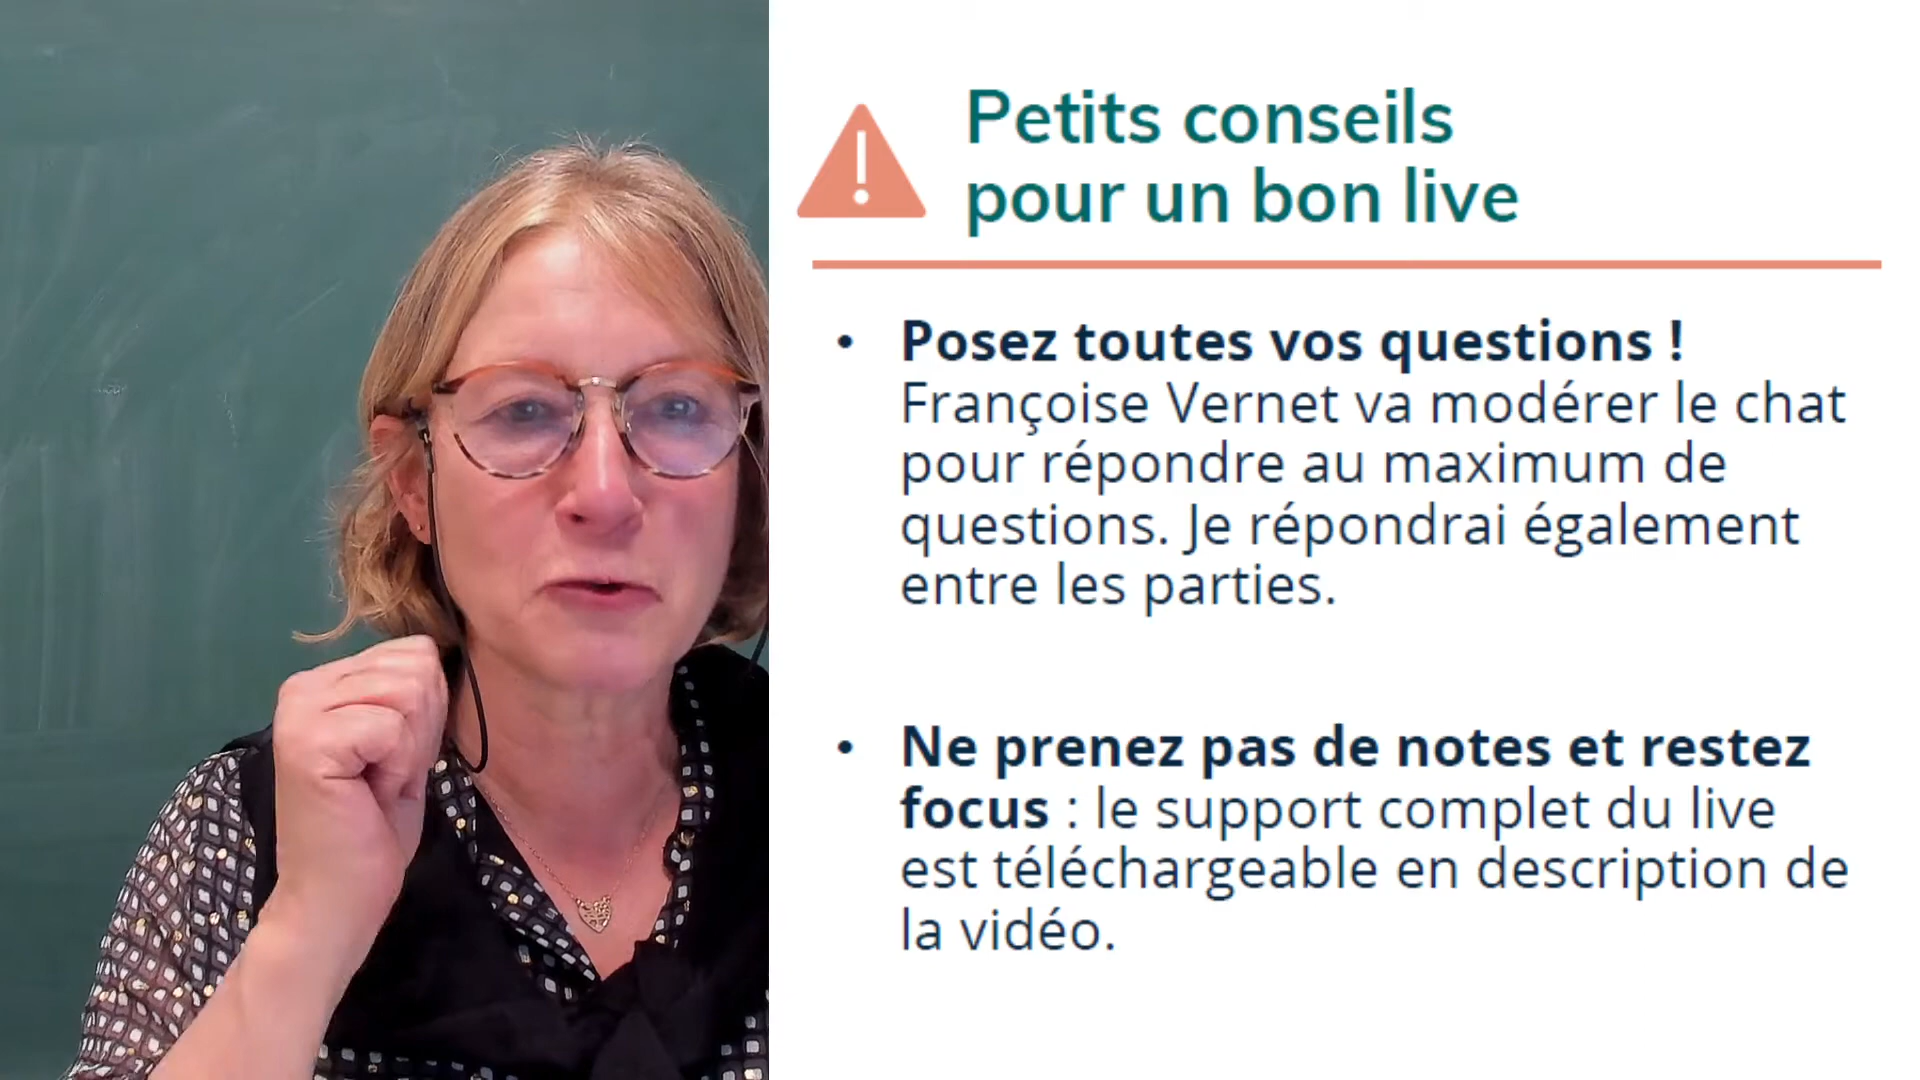 Petits conseils
pour un bon live
• Posez toutes vos questions !
Françoise Vernet va modérer le chat
pour répondre au maximum de
questions. Je répondrai également
entre les parties.
• Ne prenez pas de notes et restez
focus : le support complet du live
est téléchargeable en description de
la vidéo.